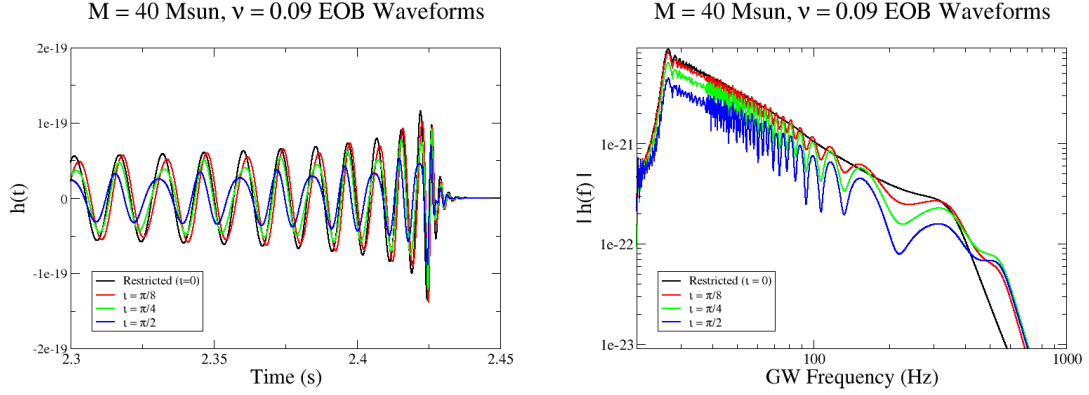 M = 40 Msun, ν = 0.09 EOB Waveforms
2e-19
1e-19
0
-1e-19
-2e-19
h(t)
Restricted (ι=0)
ι = π/8
ι = π/4
ι = π/2
2.3
2.35
2.4
2.45
Time (s)
M = 40 Msun, ν = 0.09 EOB Waveforms
1e-21
1e-22
1e-23
| h(f) |
Restricted (ι = 0)
ι = π/8
ι = π/4
ι = π/2
100
1000
GW Frequency (Hz)